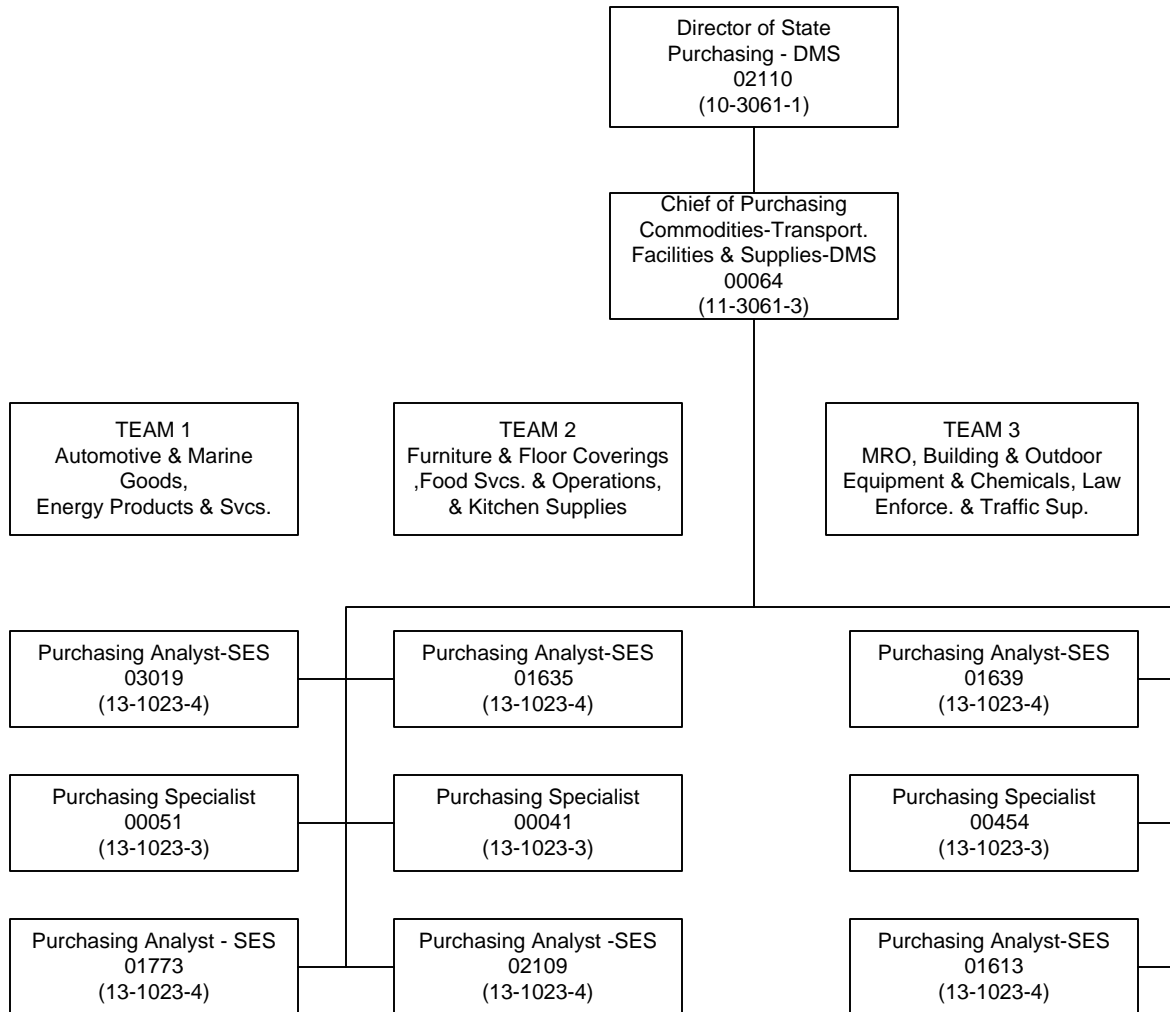 Director of State
Purchasing - DMS
02110
(10-3061-1)
Chief of Purchasing
Commodities-Transport.
Facilities & Supplies-DMS
00064
(11-3061-3)
TEAM 1
Automotive & Marine
Goods,
Energy Products & Svcs.
TEAM 2
Furniture & Floor Coverings
,Food Svcs. & Operations,
& Kitchen Supplies
TEAM 3
MRO, Building & Outdoor
Equipment & Chemicals, Law
Enforce. & Traffic Sup.
Purchasing Analyst-SES
03019
(13-1023-4)
Purchasing Analyst-SES
01635
(13-1023-4)
Purchasing Analyst-SES
01639
(13-1023-4)
Purchasing Specialist
00051
(13-1023-3)
Purchasing Specialist
00041
(13-1023-3)
Purchasing Specialist
00454
(13-1023-3)
Purchasing Analyst - SES
01773
(13-1023-4)
Purchasing Analyst -SES
02109
(13-1023-4)
Purchasing Analyst-SES
01613
(13-1023-4)